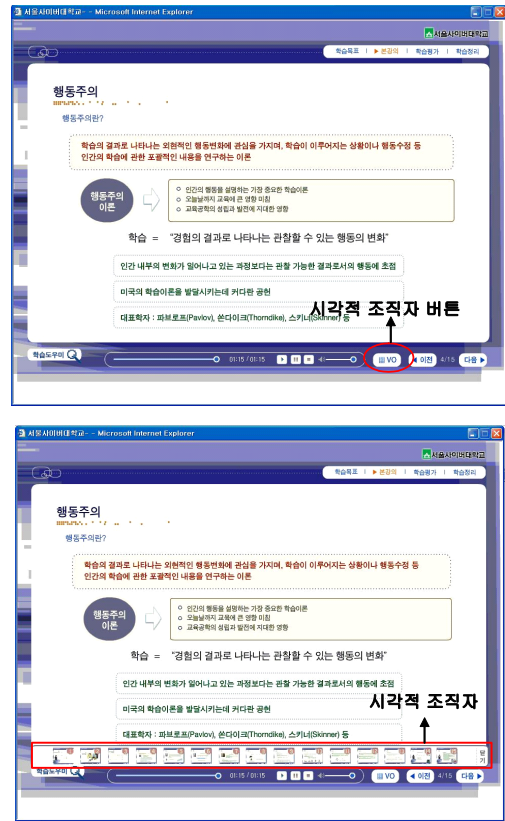 서울사이버대학교- - Microsoft Internet Explorer
서울사이버대학교
학습목표 | ▶ 본강의 | 학습평가 | 학습정리
행동주의
행동주의란?
학습의 결과로 나타나는 외현적인 행동변화에 관심을 가지며, 학습이 이루어지는 상황이나 행동수정 등
인간의 학습에 관한 포괄적인 내용을 연구하는 이론
행동주의
이론
인간의 행동을 설명하는 가장 중요한 학습이론
오늘날까지 교육에 큰 영향 미침
교육공학의 성립과 발전에 지대한 영향
학습 = "경험의 결과로 나타나는 관찰할 수 있는 행동의 변화"
인간 내부의 변화가 일어나고 있는 과정보다는 관찰 가능한 결과로서의 행동에 초점
미국의 학습이론을 발달시키는데 커다란 공헌
시각적 조직자 버튼
대표학자 : 파브로프(Pavlov), 쏜다이크(Thorndike), 스키너(Skinner) 등
학습도우미 01:15 / 01:15 VO ◀ 이전 4/15 다음 ▶
서울사이버대학교- - Microsoft Internet Explorer
서울사이버대학교
학습목표 | ▶ 본강의 | 학습평가 | 학습정리
행동주의
행동주의란?
학습의 결과로 나타나는 외현적인 행동변화에 관심을 가지며, 학습이 이루어지는 상황이나 행동수정 등
인간의 학습에 관한 포괄적인 내용을 연구하는 이론
행동주의
이론
인간의 행동을 설명하는 가장 중요한 학습이론
오늘날까지 교육에 큰 영향 미침
교육공학의 성립과 발전에 지대한 영향
학습 = "경험의 결과로 나타나는 관찰할 수 있는 행동의 변화"
인간 내부의 변화가 일어나고 있는 과정보다는 관찰 가능한 결과로서의 행동에 초점
시각적 조직자
미국의 학습이론을 발달시키는데 커다란 공헌
대표학자 : 파브로프(Pavlov), 쏜다이크(Thorndike), 스키너(Skinner) 등
닫기
학습도우미 01:15 / 01:15 VO ◀ 이전 4/15 다음 ▶